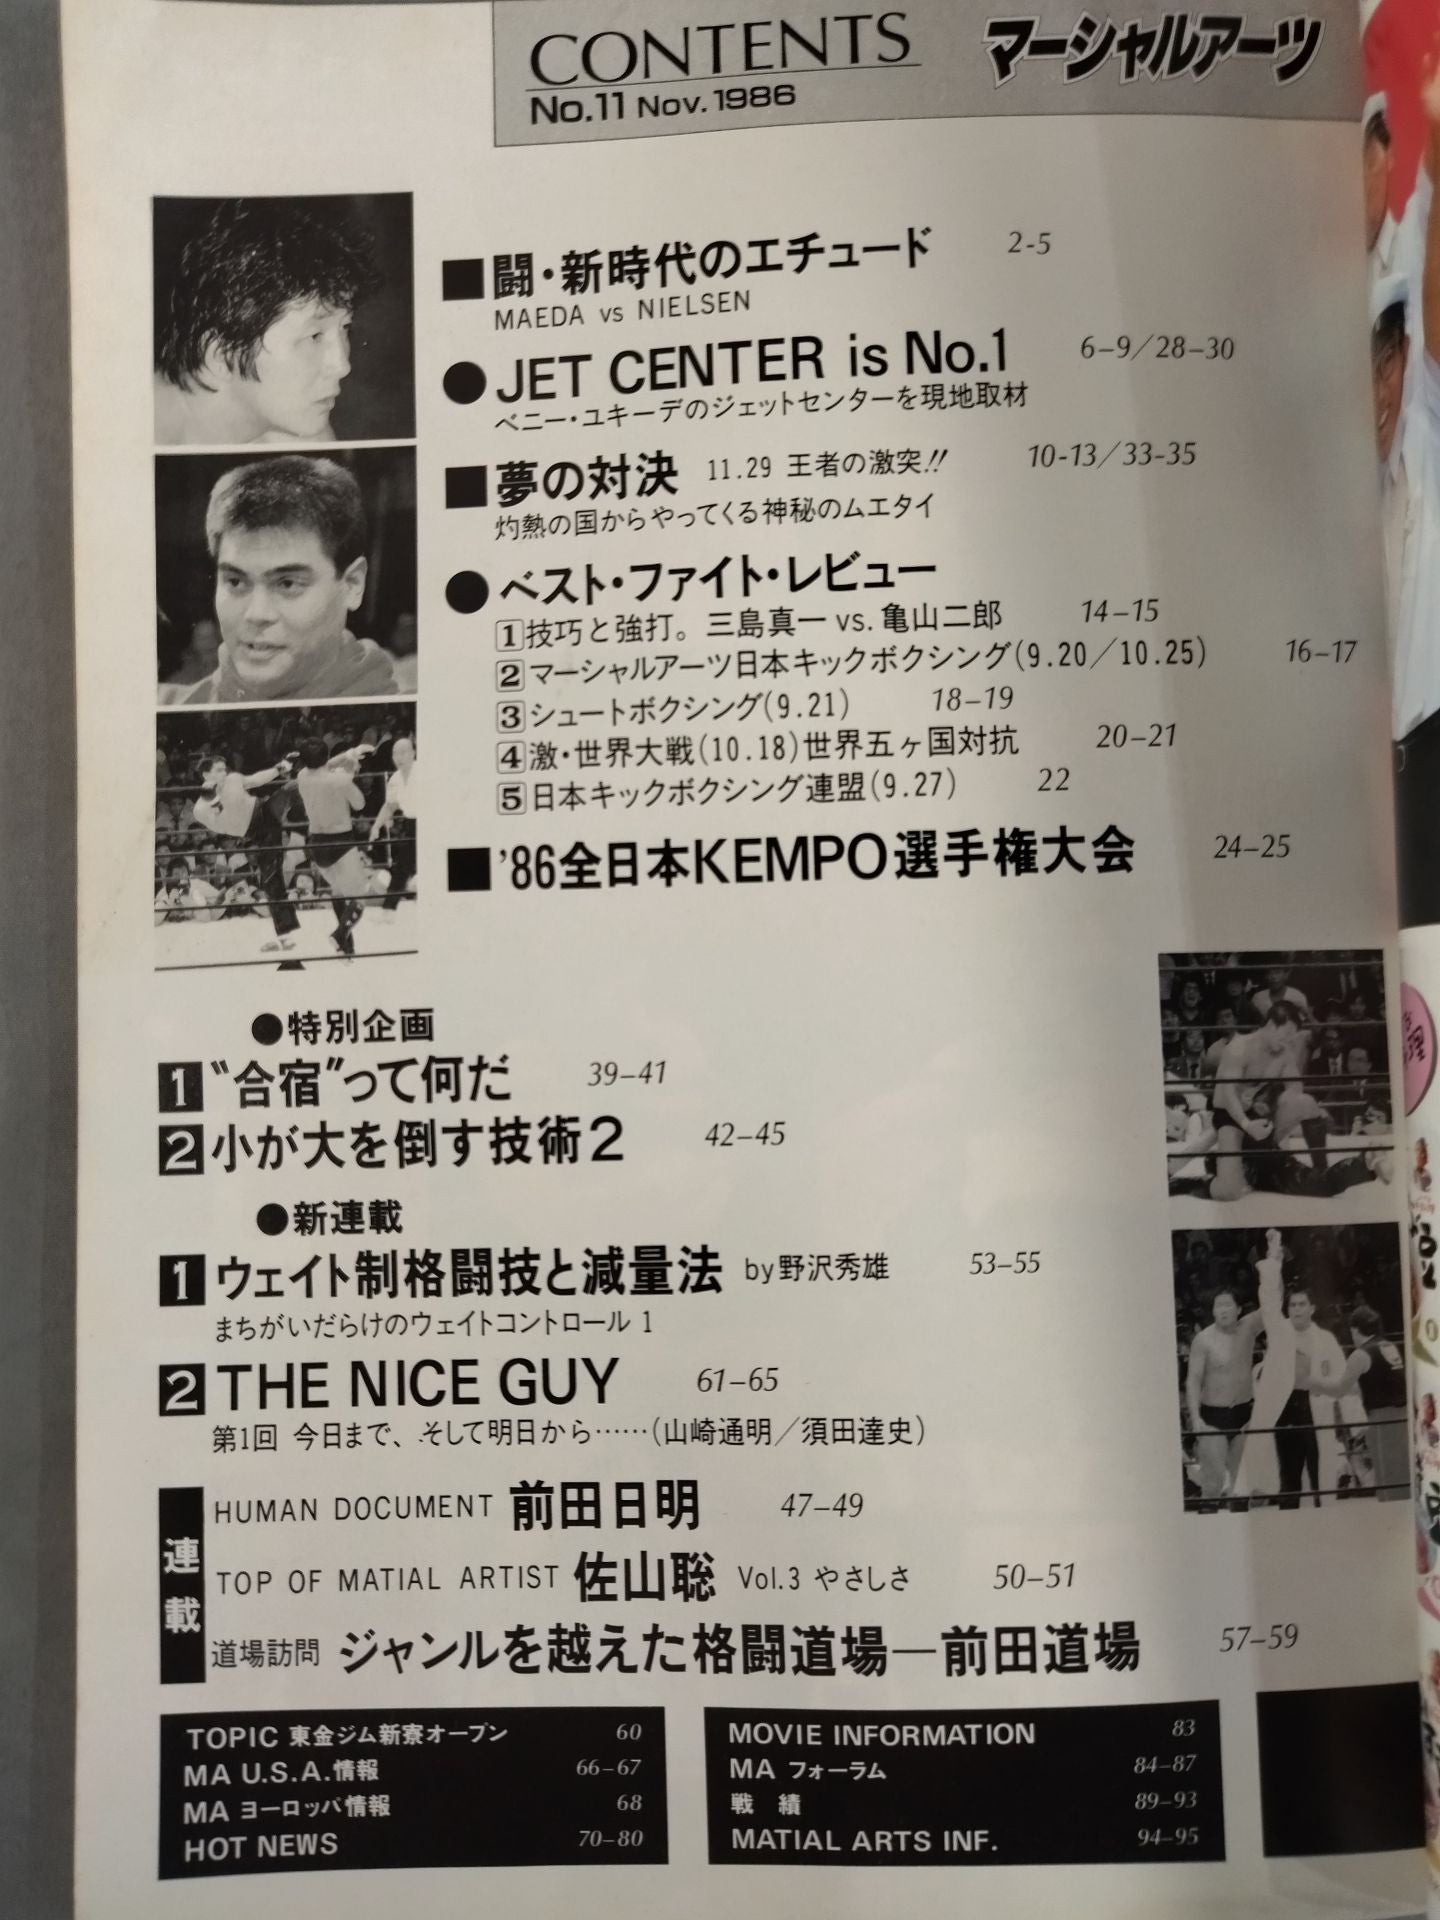 CONTENTS
No.11 Nov. 1986
マーシャルアーツ
■闘・新時代のエチュード 2-5
MAEDA vs NIELSEN
●JET CENTER is No.1 6–9／28–30
ベニー・ユキーデのジェットセンターを現地取材
■夢の対決 11.29 王者の激突!! 10-13／33-35
灼熱の国からやってくる神秘のムエタイ
●ベスト・ファイト・レビュー
1 技巧と強打。三島真一 vs. 亀山二郎 14–15
2 マーシャルアーツ日本キックボクシング(9.20／10.25) 16–17
3 シュートボクシング(9.21) 18–19
4 激・世界大戦(10.18)世界五ヶ国対抗 20–21
5 日本キックボクシング連盟(9.27) 22
■'86全日本KEMPO選手権大会 24–25
●特別企画
1 “合宿”って何だ 39–41
2 小が大を倒す技術2 42–45
●新連載
1 ウェイト制格闘技と減量法 by野沢秀雄 53–55
まちがいだらけのウェイトコントロール 1
2 THE NICE GUY 61–65
第1回 今日まで、そして明日から……(山崎通明／須田達史)
連載
HUMAN DOCUMENT 前田日明 47–49
TOP OF MATIAL ARTIST 佐山聡 Vol.3 やさしさ 50–51
道場訪問 ジャンルを越えた格闘道場—前田道場 57–59
TOPIC 東金ジム新寮オープン 60
MA U.S.A.情報 66–67
MA ヨーロッパ情報 68
HOT NEWS 70–80
MOVIE INFORMATION 83
MA フォーラム 84–87
戦 績 89–93
MATIAL ARTS INF. 94–95